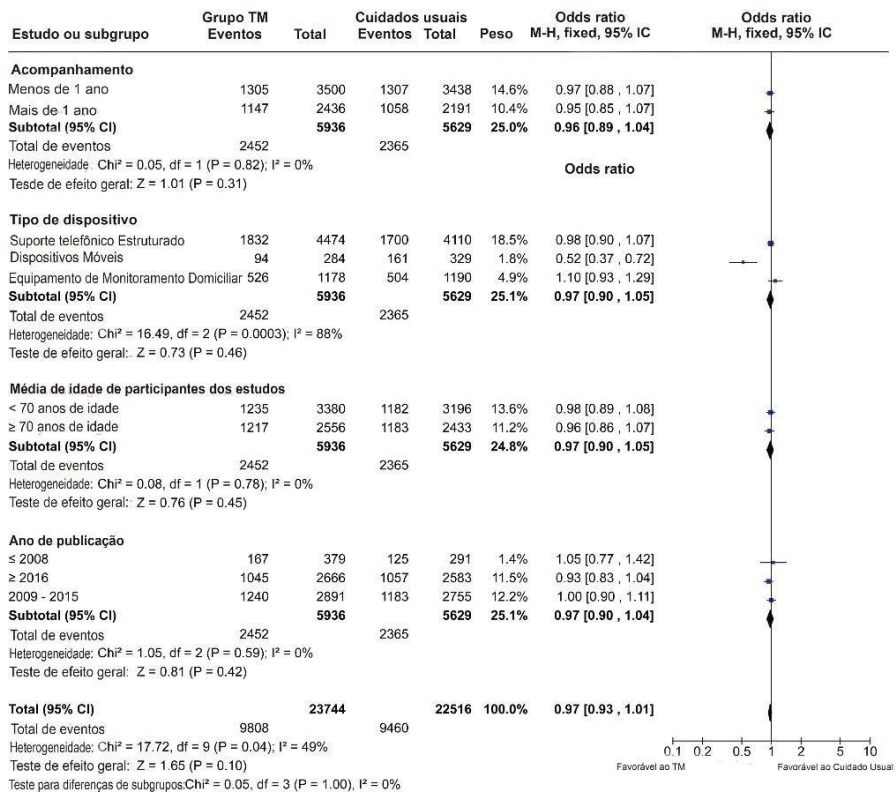 Grupo TM Cuidados usuais Odds ratio Odds ratio
Estudo ou subgrupo Eventos Total Eventos Total Peso M-H, fixed, 95% IC M-H, fixed, 95% IC
Acompanhamento
Menos de 1 ano 1305 3500 1307 3438 14.6% 0.97 [0.88 , 1.07]
Mais de 1 ano 1147 2436 1058 2191 10.4% 0.95 [0.85 , 1.07]
Subtotal (95% CI) 5936 5629 25.0% 0.96 [0.89 , 1.04]
Total de eventos 2452 2365
Heterogeneidade: Chi² = 0.05, df = 1 (P = 0.82); I² = 0%
Odds ratio
Tesde de efeito geral: Z = 1.01 (P = 0.31)
Tipo de dispositivo
Suporte telefônico Estruturado 1832 4474 1700 4110 18.5% 0.98 [0.90 , 1.07]
Dispositivos Móveis 94 284 161 329 1.8% 0.52 [0.37 , 0.72]
Equipamento de Monitoramento Domiciliar 526 1178 504 1190 4.9% 1.10 [0.93 , 1.29]
Subtotal (95% CI) 5936 5629 25.1% 0.97 [0.90 , 1.05]
Total de eventos 2452 2365
Heterogeneidade: Chi² = 16.49, df = 2 (P = 0.0003); I² = 88%
Teste de efeito geral: Z = 0.73 (P = 0.46)
Média de idade de participantes dos estudos
< 70 anos de idade 1235 3380 1182 3196 13.6% 0.98 [0.89 , 1.08]
≥ 70 anos de idade 1217 2556 1183 2433 11.2% 0.96 [0.86 , 1.07]
Subtotal (95% CI) 5936 5629 24.8% 0.97 [0.90 , 1.05]
Total de eventos 2452 2365
Heterogeneidade: Chi² = 0.08, df = 1 (P = 0.78); I² = 0%
Teste de efeito geral: Z = 0.76 (P = 0.45)
Ano de publicação
≤ 2008 167 379 125 291 1.4% 1.05 [0.77 , 1.42]
≥ 2016 1045 2666 1057 2583 11.5% 0.93 [0.83 , 1.04]
2009 - 2015 1240 2891 1183 2755 12.2% 1.00 [0.90 , 1.11]
Subtotal (95% CI) 5936 5629 25.1% 0.97 [0.90 , 1.04]
Total de eventos 2452 2365
Heterogeneidade: Chi² = 1.05, df = 2 (P = 0.59); I² = 0%
Teste de efeito geral: Z = 0.81 (P = 0.42)
Total (95% CI) 23744 22516 100.0% 0.97 [0.93 , 1.01]
Total de eventos 9808 9460
Heterogeneidade: Chi² = 17.72, df = 9 (P = 0.04); I² = 49%
Teste de efeito geral: Z = 1.65 (P = 0.10)
Teste para diferenças de subgrupos:Chi² = 0.05, df = 3 (P = 1.00), I² = 0%
0.1 0.2 0.5 1 2 5 10
Favorável ao TM Favorável ao Cuidado Usual